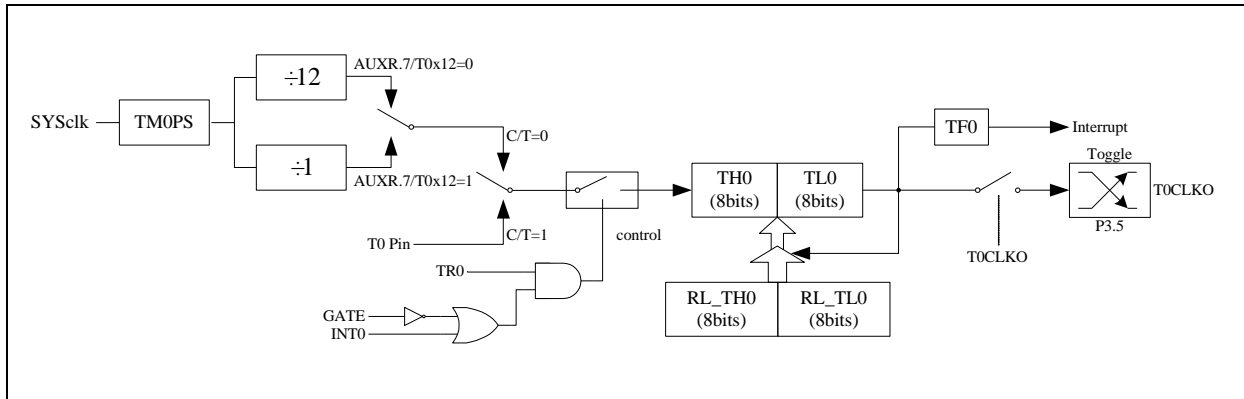 AUXR.7/T0x12=0
÷12
SYSclk
TM0PS
C/T=0
÷1
AUXR.7/T0x12=1
T0 Pin
C/T=1
control
TR0
GATE
INT0
TH0
(8bits)
TL0
(8bits)
RL_TH0
(8bits)
RL_TL0
(8bits)
TF0
Interrupt
Toggle
T0CLKO
P3.5
T0CLKO